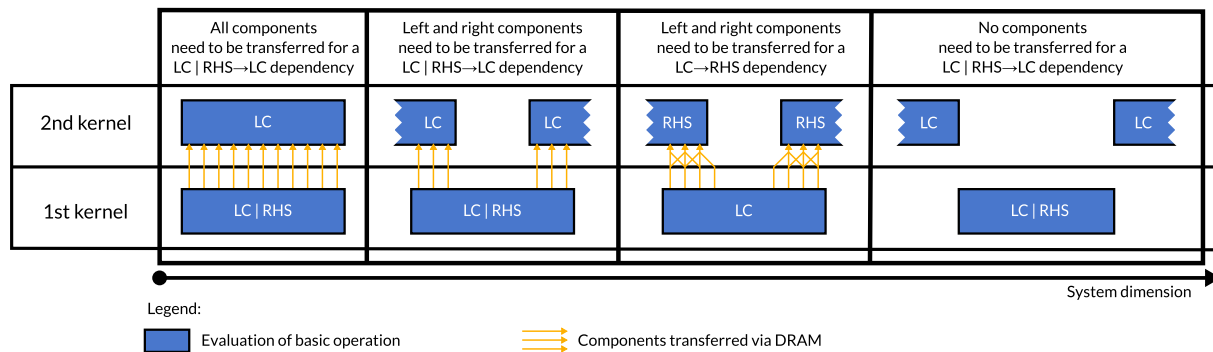 All components
need to be transferred for a
LC | RHS→LC dependency
Left and right components
need to be transferred for a
LC | RHS→LC dependency
Left and right components
need to be transferred for a
LC→RHS dependency
No components
need to be transferred for a
LC | RHS→LC dependency
2nd kernel
LC
LC
LC
RHS
RHS
LC
LC
1st kernel
LC | RHS
LC | RHS
LC
LC | RHS
System dimension
Legend:
Evaluation of basic operation
Components transferred via DRAM